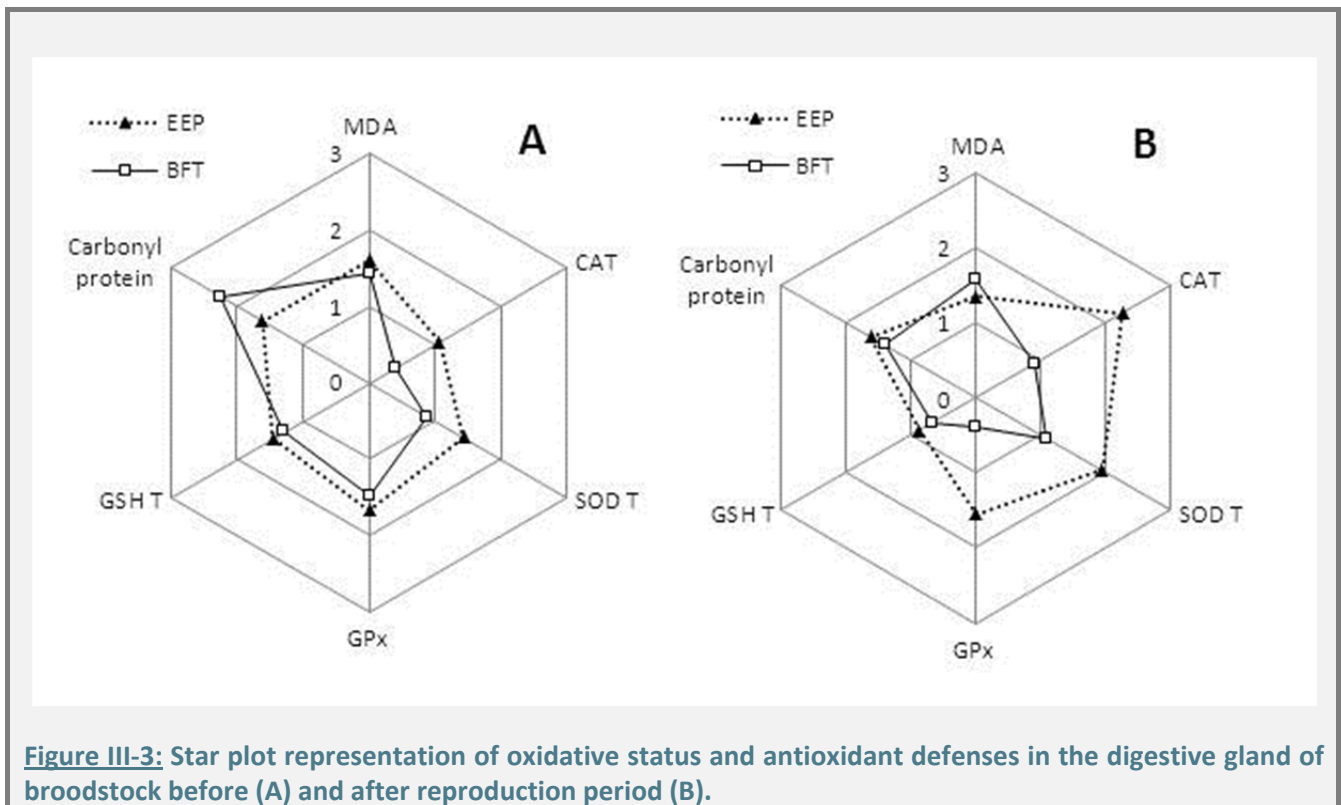 EEP
BFT
A
MDA
3
2
1
0
Carbonyl
protein
CAT
GSH T
SOD T
GPx
EEP
BFT
B
MDA
3
2
1
0
Carbonyl
protein
CAT
GSH T
SOD T
GPx
Figure III-3: Star plot representation of oxidative status and antioxidant defenses in the digestive gland of
broodstock before (A) and after reproduction period (B).